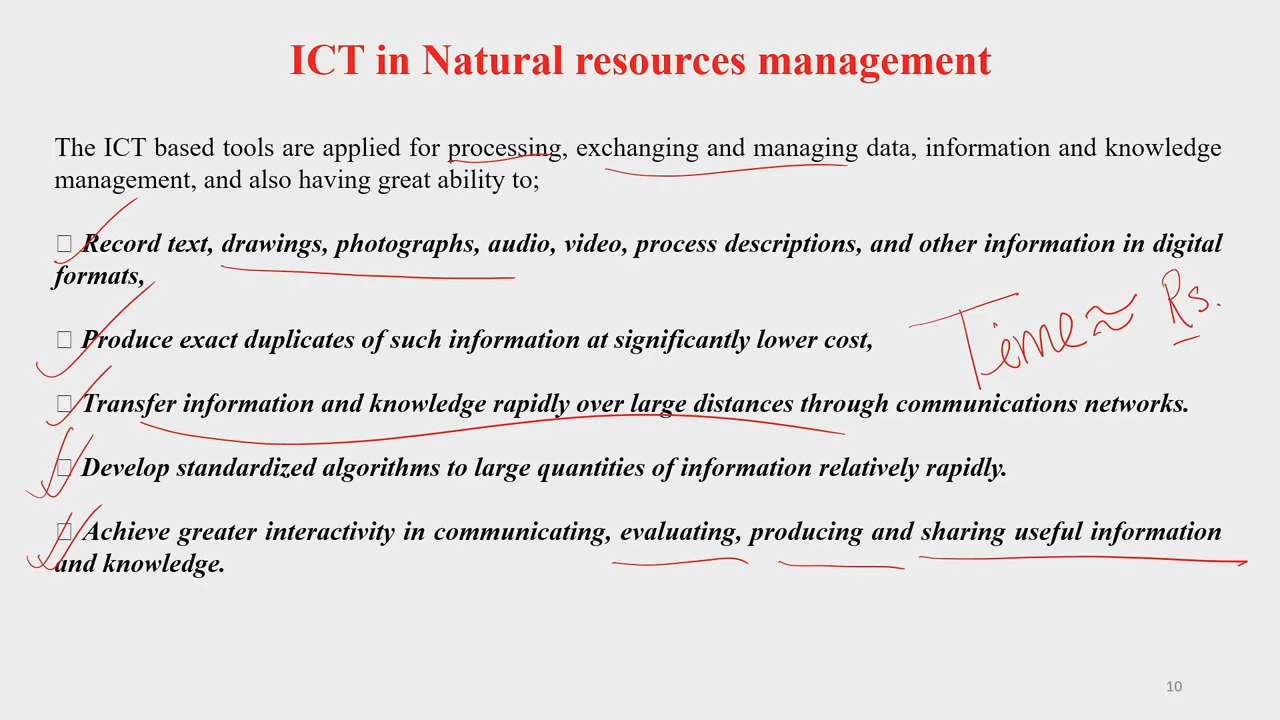 ICT in Natural resources management
The ICT based tools are applied for processing, exchanging and managing data, information and knowledge
management, and also having great ability to;
Record text, drawings, photographs, audio, video, process descriptions, and other information in digital
formats,
Time ≈ Rs.
Produce exact duplicates of such information at significantly lower cost,
Transfer information and knowledge rapidly over large distances through communications networks.
Develop standardized algorithms to large quantities of information relatively rapidly.
Achieve greater interactivity in communicating, evaluating, producing and sharing useful information
and knowledge.
10